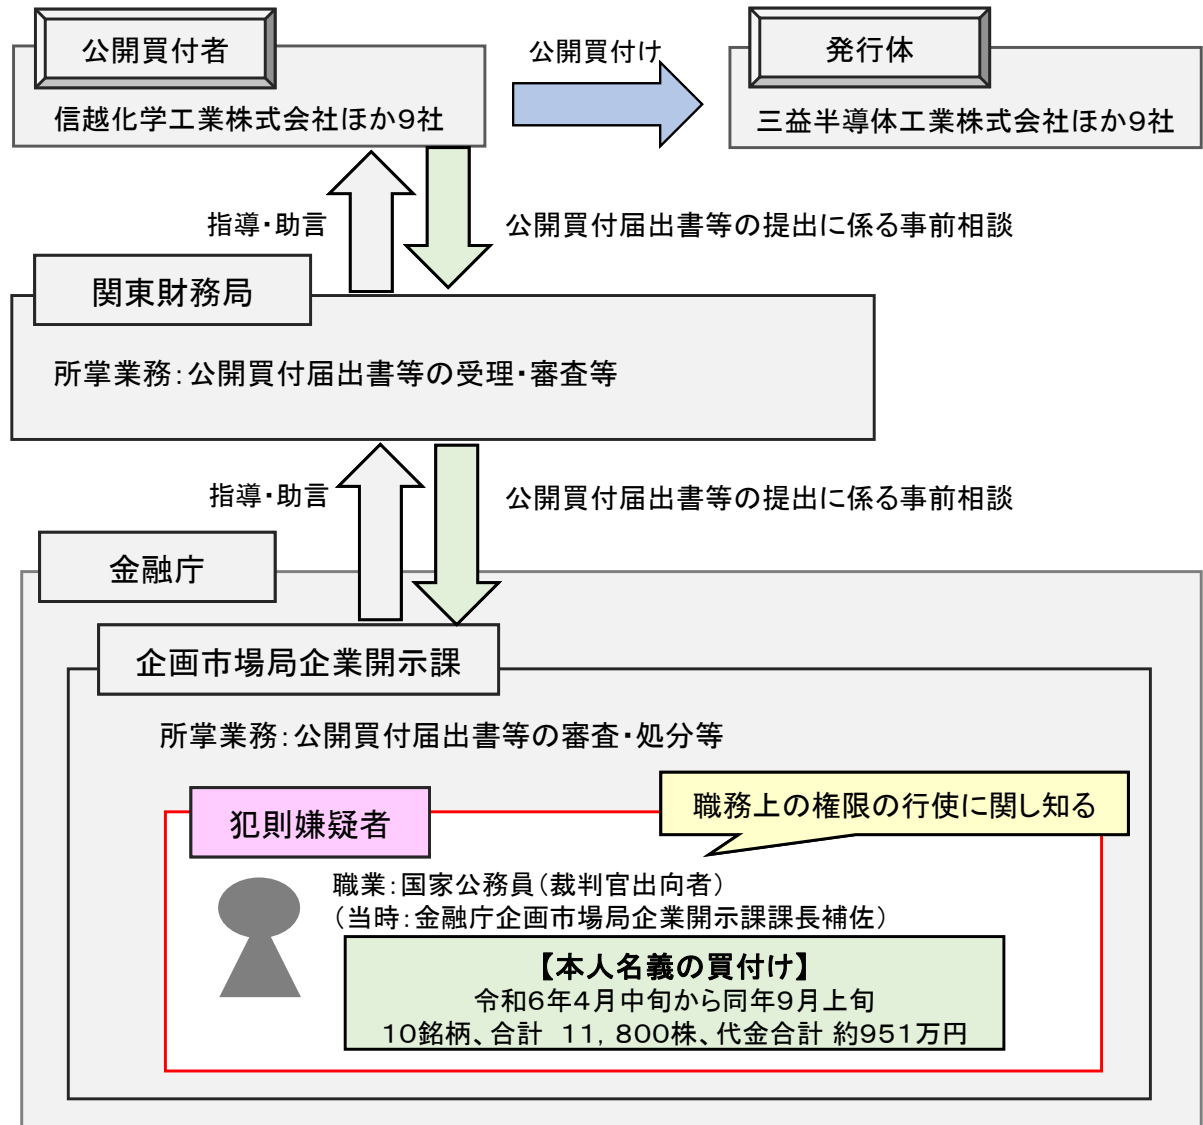 公開買付者
信越化学工業株式会社ほか9社
公開買付け
発行体
三益半導体工業株式会社ほか9社
指導・助言
公開買付届出書等の提出に係る事前相談
関東財務局
所掌業務:公開買付届出書等の受理・審査等
指導・助言
公開買付届出書等の提出に係る事前相談
金融庁
企画市場局企業開示課
所掌業務:公開買付届出書等の審査・処分等
犯則嫌疑者
職務上の権限の行使に関し知る
職業:国家公務員(裁判官出向者)
(当時:金融庁企画市場局企業開示課課長補佐)
【本人名義の買付け】
令和6年4月中旬から同年9月上旬
10銘柄、合計 11,800株、代金合計 約951万円